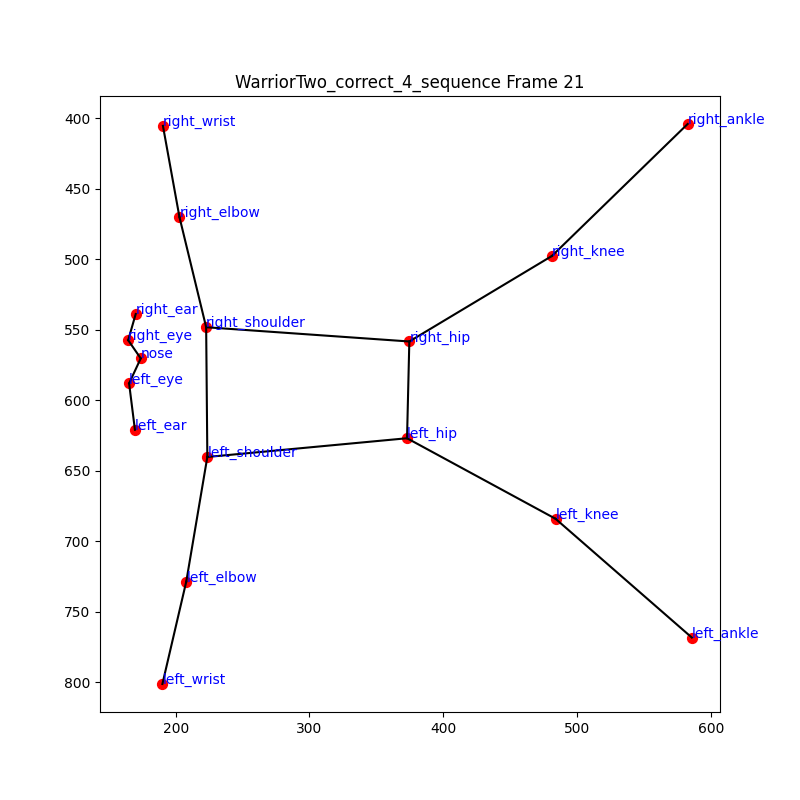 WarriorTwo_correct_4_sequence Frame 21
400
450
500
550
600
650
700
750
800
200
300
400
500
600
right_wrist
right_ankle
right_elbow
right_knee
right_ear
right_shoulder
right_eye
right_hip
nose
left_eye
left_ear
left_hip
left_shoulder
left_knee
left_elbow
left_ankle
left_wrist